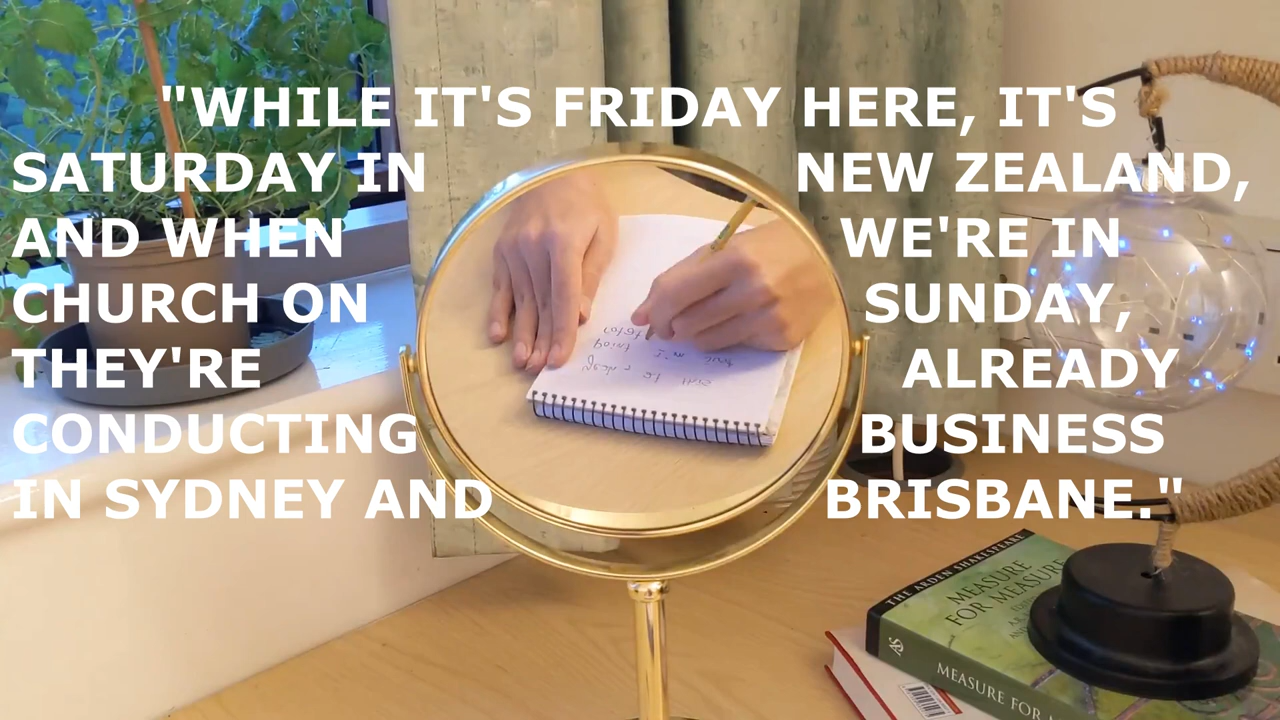 "WHILE IT'S FRIDAY HERE, IT'S
SATURDAY IN NEW ZEALAND,
AND WHEN WE'RE IN
CHURCH ON SUNDAY,
THEY'RE ALREADY
CONDUCTING BUSINESS
IN SYDNEY AND BRISBANE."
THE ARDEN SHAKESPEARE
MEASURE
FOR MEASURE
AS
MEASURE FOR